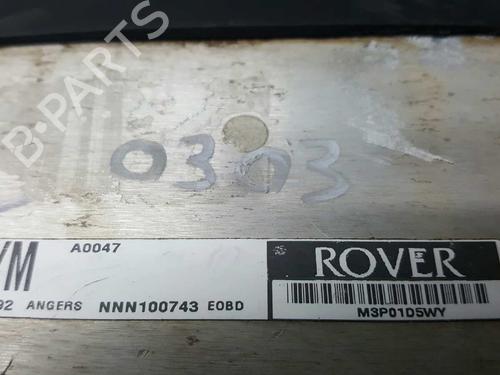 0303
YM A0047
92 ANGERS NNN100743 EOBD
ROVER
M3P01D5WY
B-PARTS